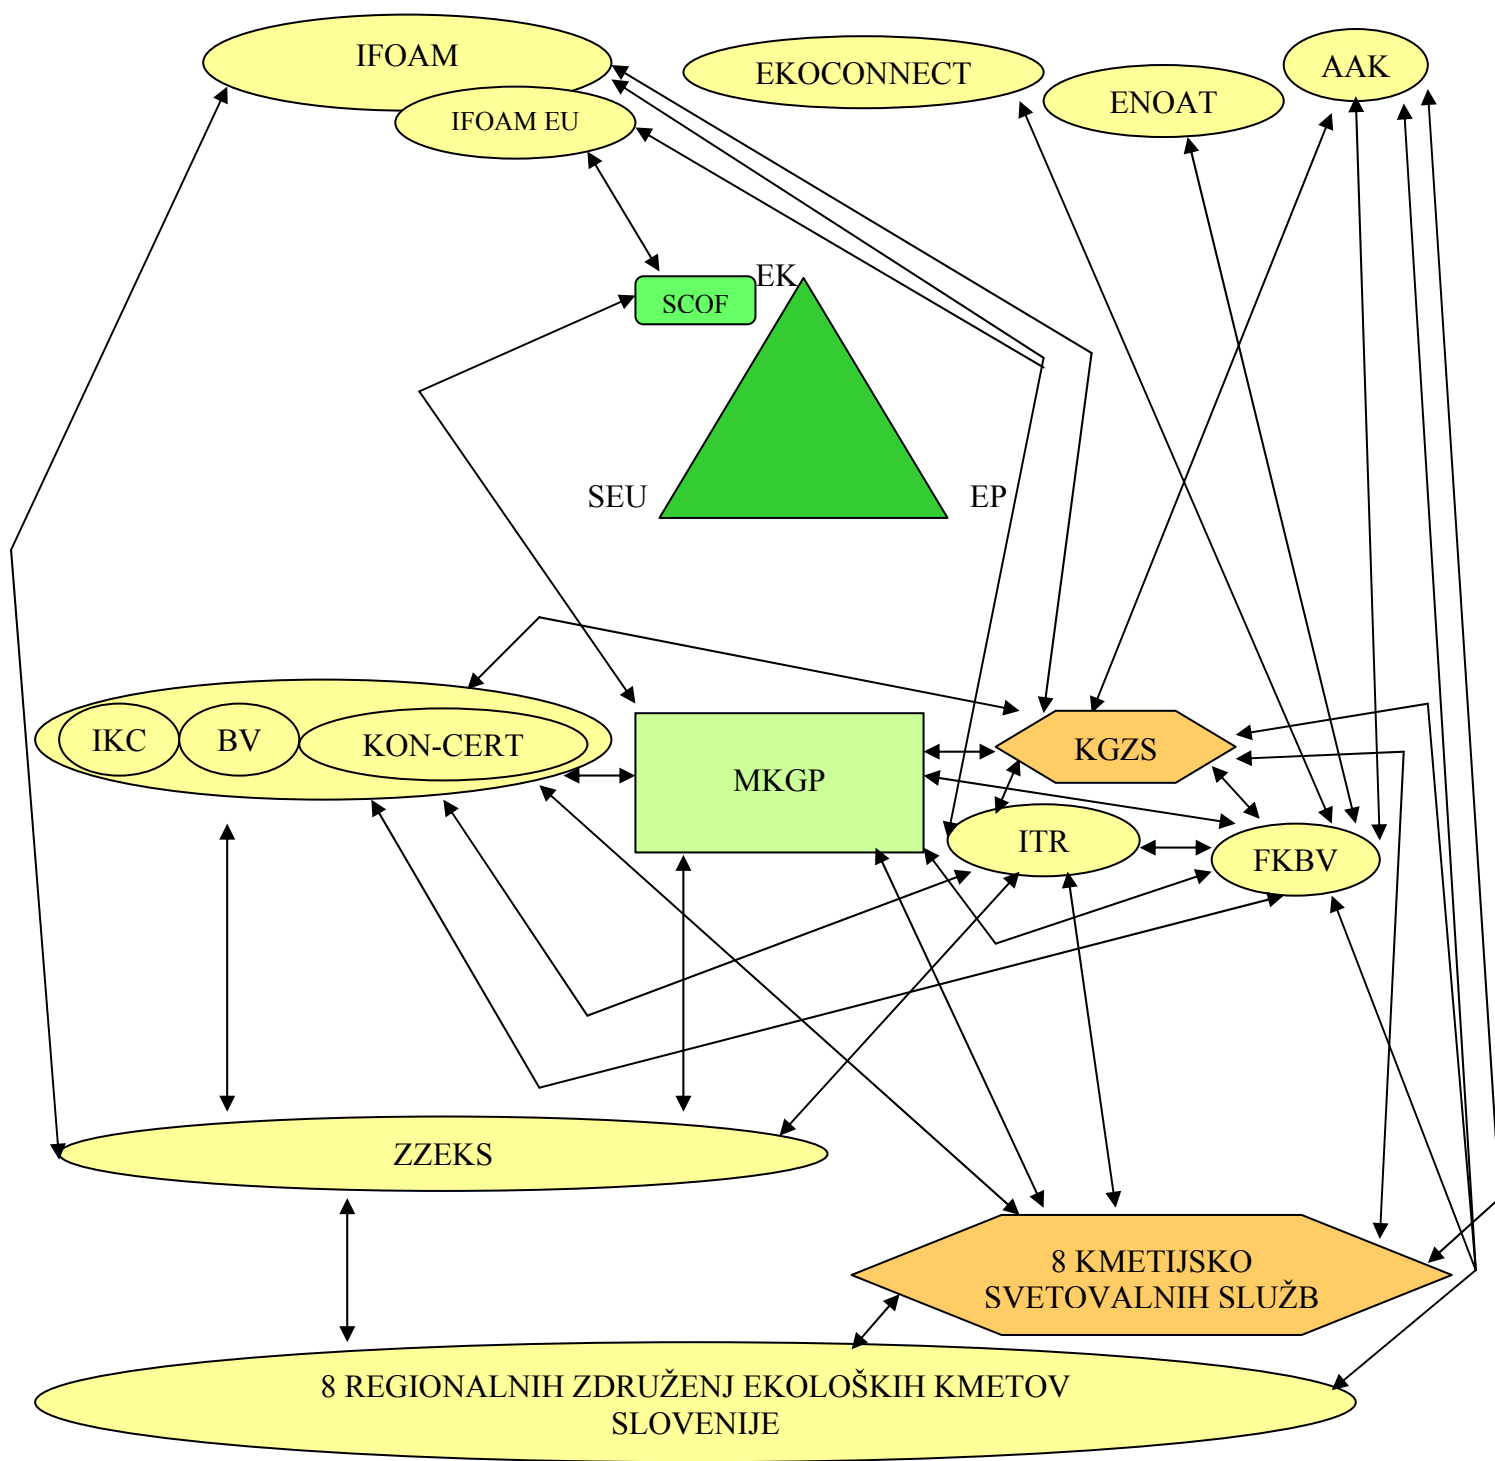 IFOAM
EKOCONNECT
AAK
ENOAT
IFOAM EU
EK
SCOF
SEU
EP
IKC
BV
KON-CERT
MKGP
KGZS
ITR
FKBV
ZZEKS
8 KMETIJSKO
SVETOVALNIH SLUŽB
8 REGIONALNIH ZDRUŽENJ EKOLOŠKIH KMETOV
SLOVENIJE